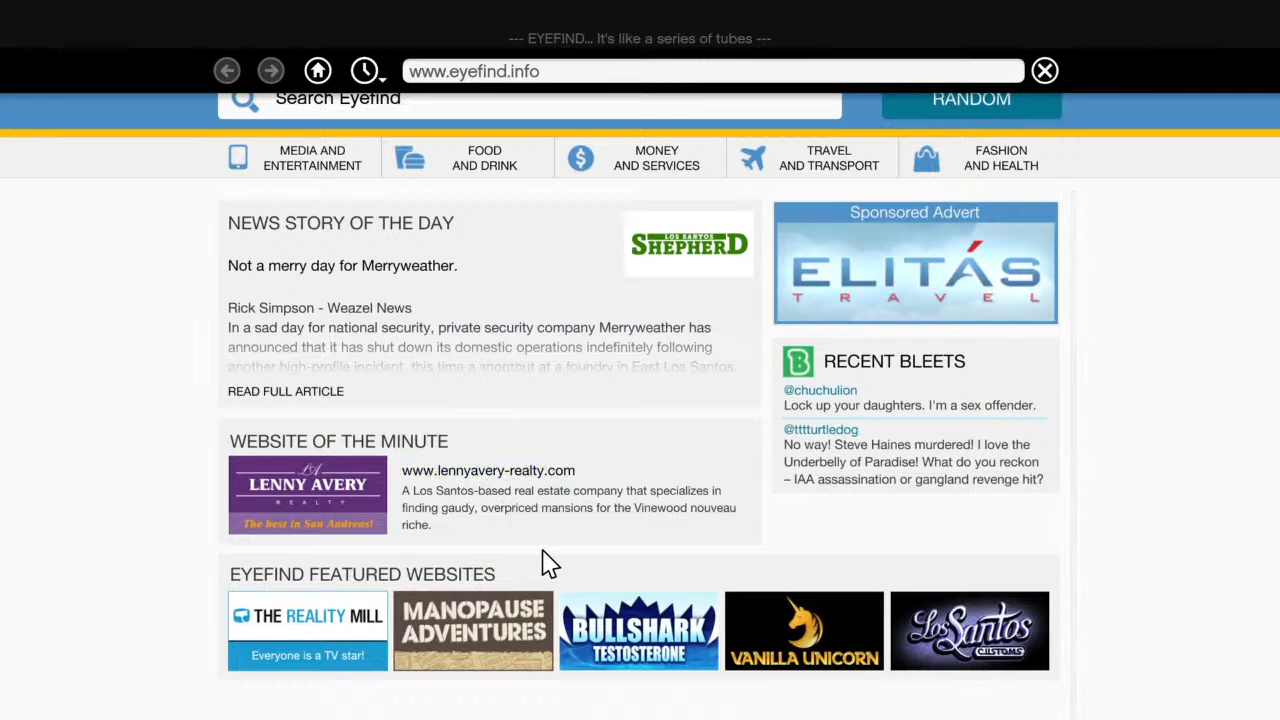 --- EYEFIND... It's like a series of tubes ---
www.eyefind.info
Search Eyefind
RANDOM
MEDIA AND
ENTERTAINMENT
FOOD
AND DRINK
MONEY
AND SERVICES
TRAVEL
AND TRANSPORT
FASHION
AND HEALTH
NEWS STORY OF THE DAY
LOS SANTOS
SHEPHERD
Not a merry day for Merryweather.
Rick Simpson - Weazel News
In a sad day for national security, private security company Merryweather has
announced that it has shut down its domestic operations indefinitely following
another high-profile incident, this time a shootout at a foundry in East Los Santos.
READ FULL ARTICLE
Sponsored Advert
ELITÁS
TRAVEL
RECENT BLEETS
@chuchulion
Lock up your daughters. I'm a sex offender.
@tttturtledog
No way! Steve Haines murdered! I love the
Underbelly of Paradise! What do you reckon
– IAA assassination or gangland revenge hit?
WEBSITE OF THE MINUTE
LA
LENNY AVERY
REALTY
The best in San Andreas!
www.lennyavery-realty.com
A Los Santos-based real estate company that specializes in
finding gaudy, overpriced mansions for the Vinewood nouveau
riche.
EYEFIND FEATURED WEBSITES
THE REALITY MILL
Everyone is a TV star!
MANOPAUSE
ADVENTURES
BULLSHARK
TESTOSTERONE
VANILLA UNICORN
Los Santos
CUSTOMS